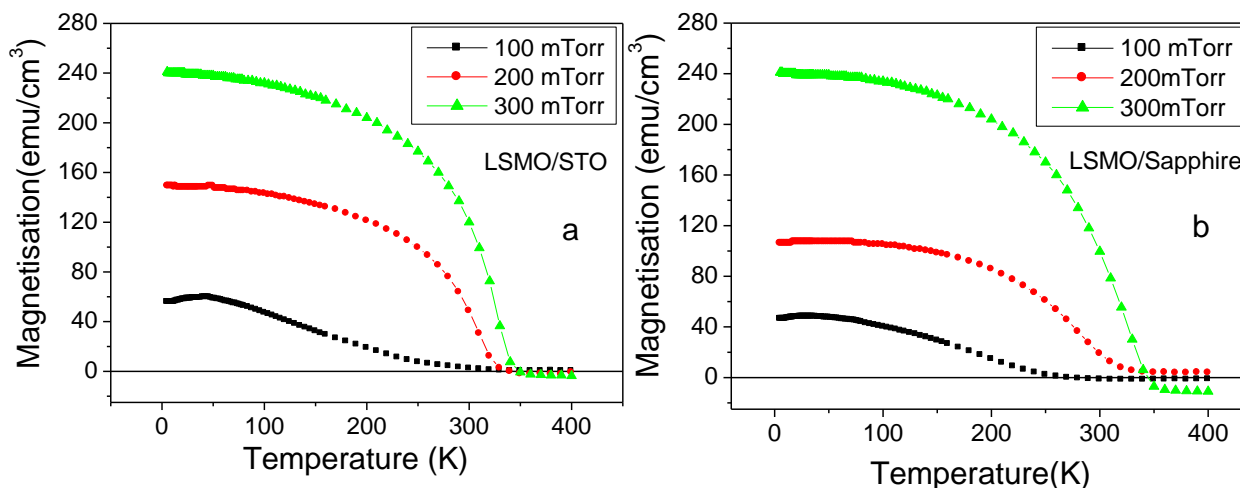 280
240
200
160
120
80
40
0
Magnetisation(emu/cm³)
100 mTorr
200 mTorr
300 mTorr
LSMO/STO
a
0 100 200 300 400
Temperature (K)
280
240
200
160
120
80
40
0
Magnetisation (emu/cm³)
100 mTorr
200mTorr
300mTorr
LSMO/Sapphire
b
0 100 200 300 400
Temperature(K)